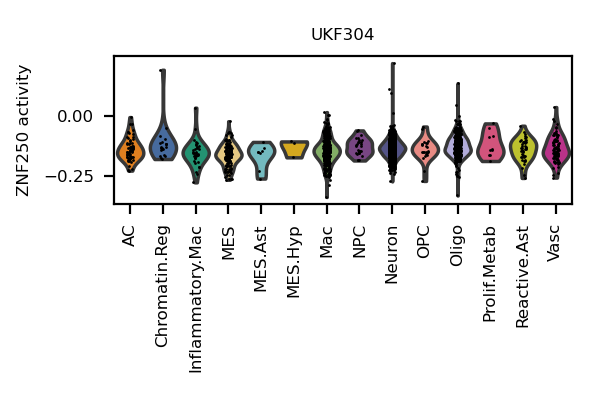 UKF304
ZNF250 activity
0.00
−0.25
AC
Chromatin.Reg
Inflammatory.Mac
MES
MES.Ast
MES.Hyp
Mac
NPC
Neuron
OPC
Oligo
Prolif.Metab
Reactive.Ast
Vasc